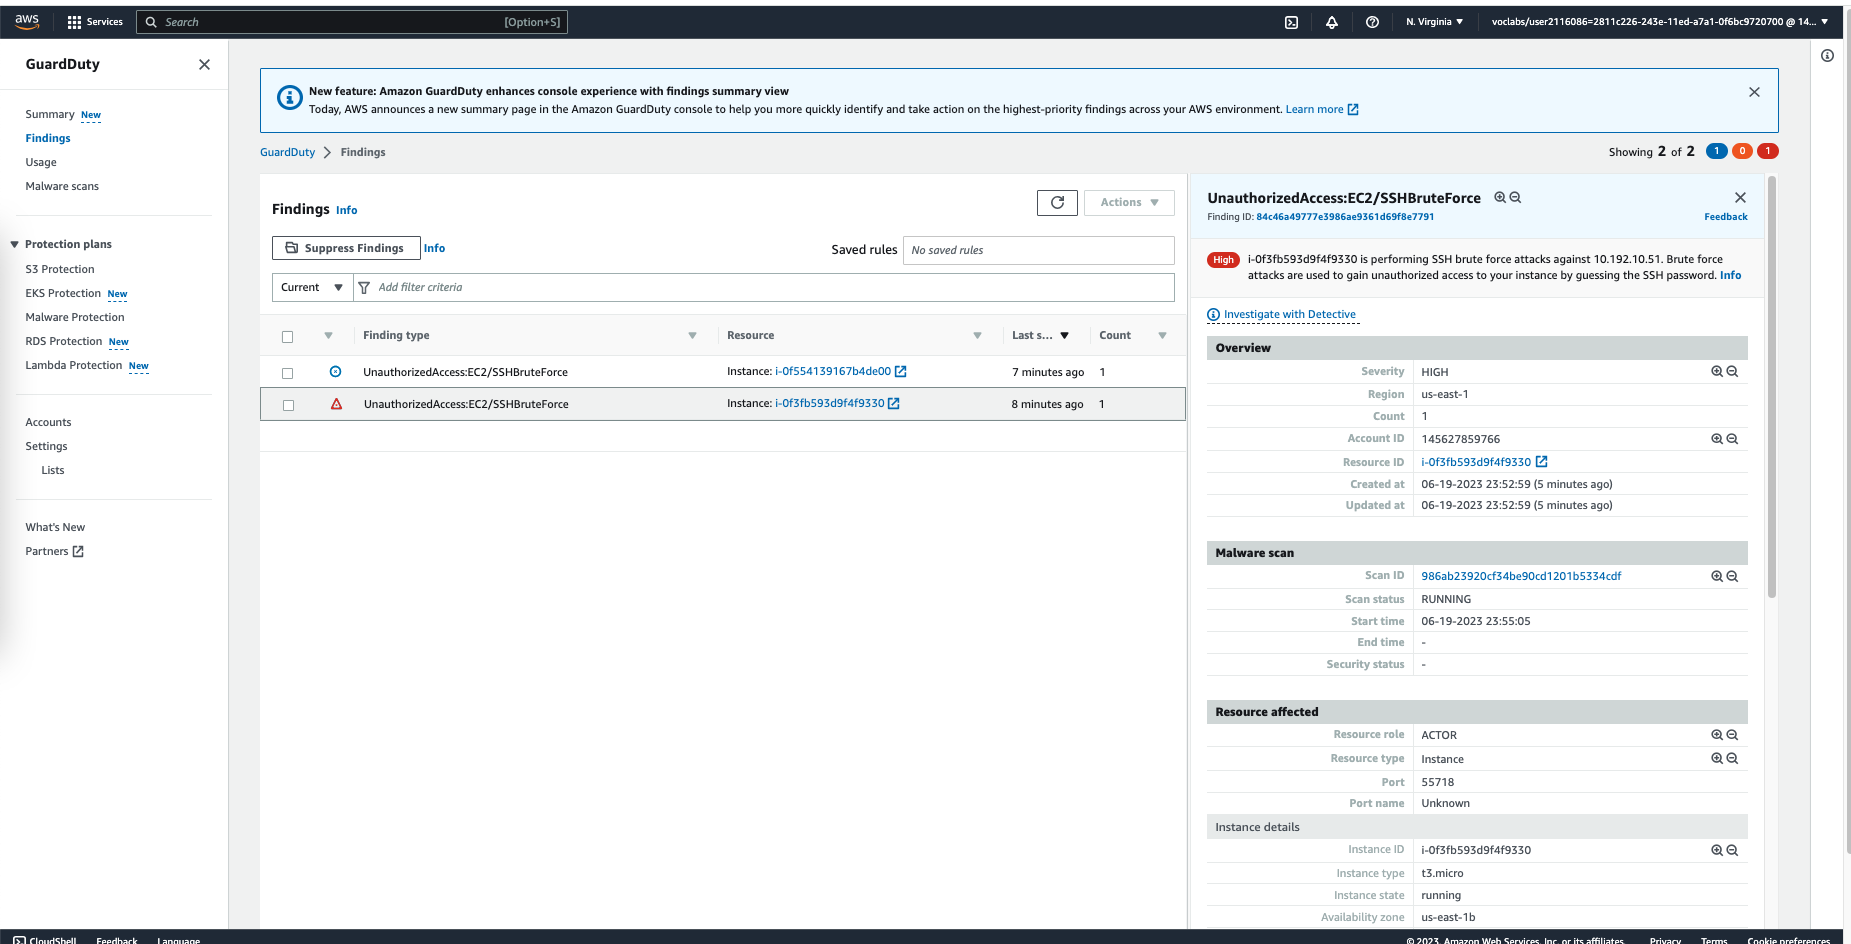 aws
Services
Search
[Option+S]
N. Virginia
voclabs/user2116086=2811c226-243e-11ed-a7a1-0f6bc9720700 @ 14...
GuardDuty
Summary New
Findings
Usage
Malware scans
Protection plans
S3 Protection
EKS Protection New
Malware Protection
RDS Protection New
Lambda Protection New
Accounts
Settings
Lists
What's New
Partners
New feature: Amazon GuardDuty enhances console experience with findings summary view
Today, AWS announces a new summary page in the Amazon GuardDuty console to help you more quickly identify and take action on the highest-priority findings across your AWS environment. Learn more
GuardDuty > Findings
Showing 2 of 2 1 0 1
Findings Info
Actions
Suppress Findings Info
Saved rules No saved rules
Current Add filter criteria
Finding type Resource Last s... Count
UnauthorizedAccess:EC2/SSHBruteForce Instance: i-0f554139167b4de00 7 minutes ago 1
UnauthorizedAccess:EC2/SSHBruteForce Instance: i-0f3fb593d9f4f9330 8 minutes ago 1
UnauthorizedAccess:EC2/SSHBruteForce
Finding ID: 84c46a49777e3986ae9361d69f8e7791 Feedback
High i-0f3fb593d9f4f9330 is performing SSH brute force attacks against 10.192.10.51. Brute force
attacks are used to gain unauthorized access to your instance by guessing the SSH password. Info
Investigate with Detective
Overview
Severity HIGH
Region us-east-1
Count 1
Account ID 145627859766
Resource ID i-0f3fb593d9f4f9330
Created at 06-19-2023 23:52:59 (5 minutes ago)
Updated at 06-19-2023 23:52:59 (5 minutes ago)
Malware scan
Scan ID 986ab23920cf34be90cd1201b5334cdf
Scan status RUNNING
Start time 06-19-2023 23:55:05
End time -
Security status -
Resource affected
Resource role ACTOR
Resource type Instance
Port 55718
Port name Unknown
Instance details
Instance ID i-0f3fb593d9f4f9330
Instance type t3.micro
Instance state running
Availability zone us-east-1b
CloudShell Feedback Language
© 2023, Amazon Web Services, Inc. or its affiliates. Privacy Terms Cookie preferences